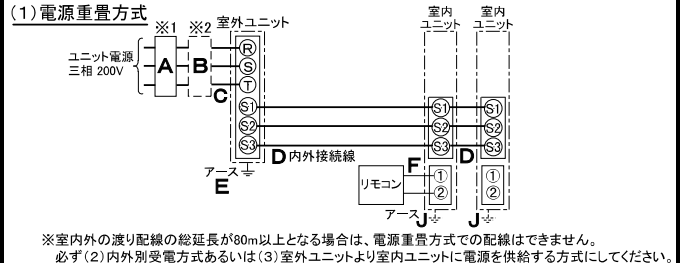 (1)電源重畳方式
※1 ※2 室外ユニット 室内ユニット 室内ユニット
ユニット電源
三相 200V
A B C
R
S
T
S1 S1 S1
S2 S2 S2
S3 S3 S3
D 内外接続線 D
アース
E
リモコン F ① ①
② ②
アース J J
※室内外の渡り配線の総延長が80m以上となる場合は、電源重畳方式での配線はできません。
必ず(2)内外別受電方式あるいは(3)室外ユニットより室内ユニットに電源を供給する方式にしてください。